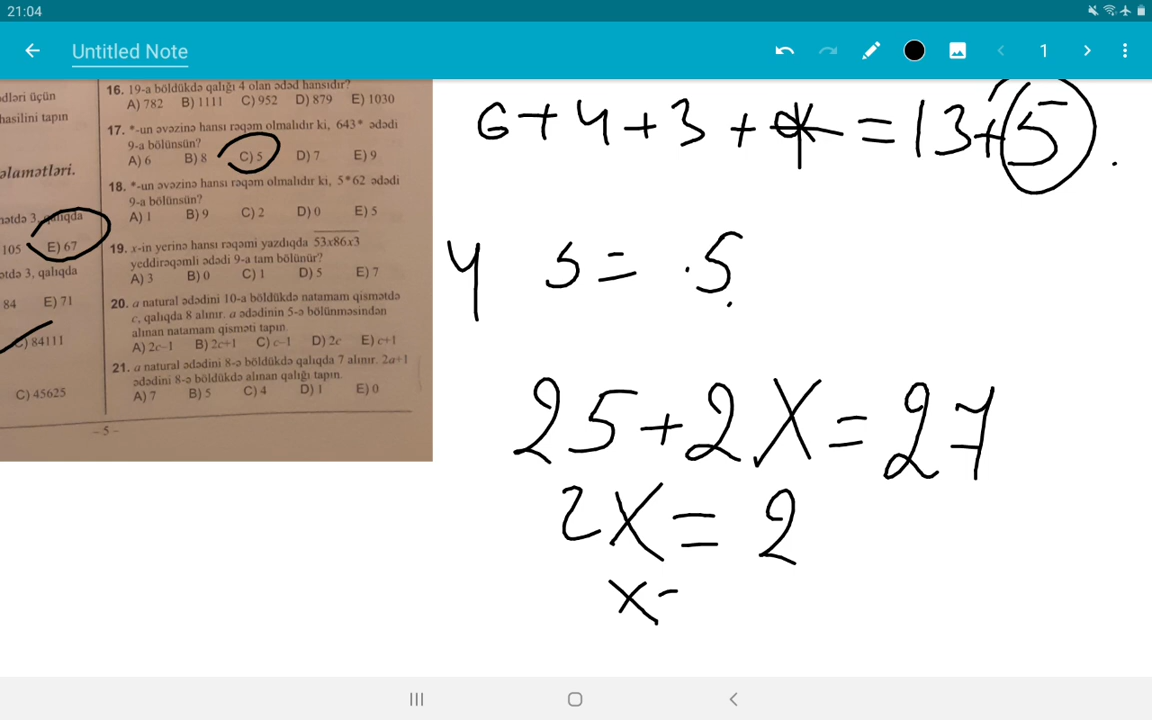 21:04
Untitled Note
1
ədləri üçün
hasilini tapın
əlamətləri.
mətdə 3, qalıqda
105 E) 67
ətdə 3, qalıqda
84 E) 71
C) 84111
C) 45625
16. 19-a böldükdə qalığı 4 olan ədəd hansıdır?
A) 782 B) 1111 C) 952 D) 879 E) 1030
17. *-un əvəzinə hansı rəqəm olmalıdır ki, 643* ədədi
9-a bölünsün?
A) 6 B) 8 C) 5 D) 7 E) 9
18. *-un əvəzinə hansı rəqəm olmalıdır ki, 5*62 ədədi
9-a bölünsün?
A) 1 B) 9 C) 2 D) 0 E) 5
19. x-in yerinə hansı rəqəmi yazdıqda 53x86x3
yeddirəqəmli ədədi 9-a tam bölünür?
A) 3 B) 0 C) 1 D) 5 E) 7
20. a natural ədədini 10-a böldükdə natamam qismətdə
c, qalıqda 8 alınır. a ədədinin 5-ə bölünməsindən
alınan natamam qisməti tapın.
A) 2c–1 B) 2c+1 C) c–1 D) 2c E) c+1
21. a natural ədədini 8-ə böldükdə qalıqda 7 alınır. 2a+1
ədədini 8-ə böldükdə alınan qalığı tapın.
A) 7 B) 5 C) 4 D) 1 E) 0
– 5 –
6+4+3+*=13+5
y 5=.5
25+2x=27
2x=2
x=